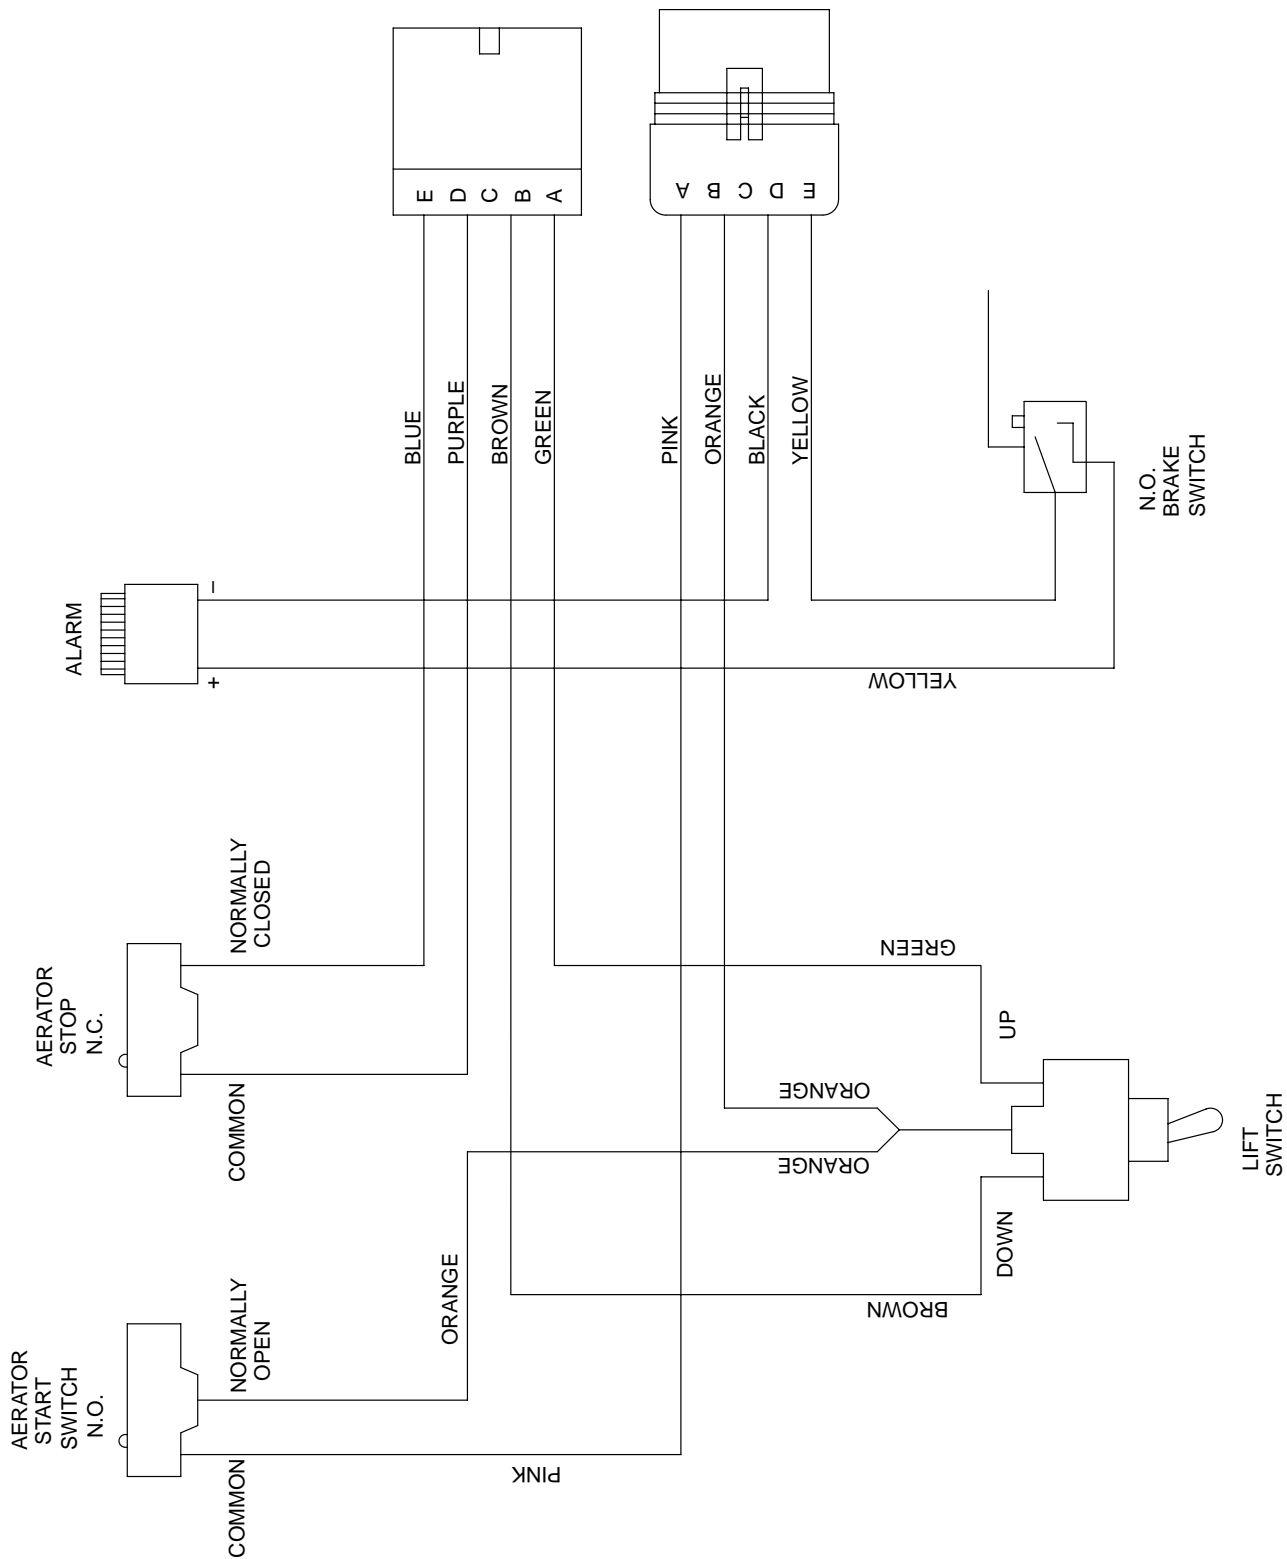 AERATOR
START
SWITCH
N.O.
COMMON
NORMALLY
OPEN
PINK
ORANGE
AERATOR
STOP
N.C.
COMMON
NORMALLY
CLOSED
ALARM
+
–
BLUE
PURPLE
BROWN
GREEN
E
D
C
B
A
PINK
ORANGE
BLACK
YELLOW
A
B
C
D
E
YELLOW
N.O.
BRAKE
SWITCH
GREEN
ORANGE
ORANGE
BROWN
UP
DOWN
LIFT
SWITCH